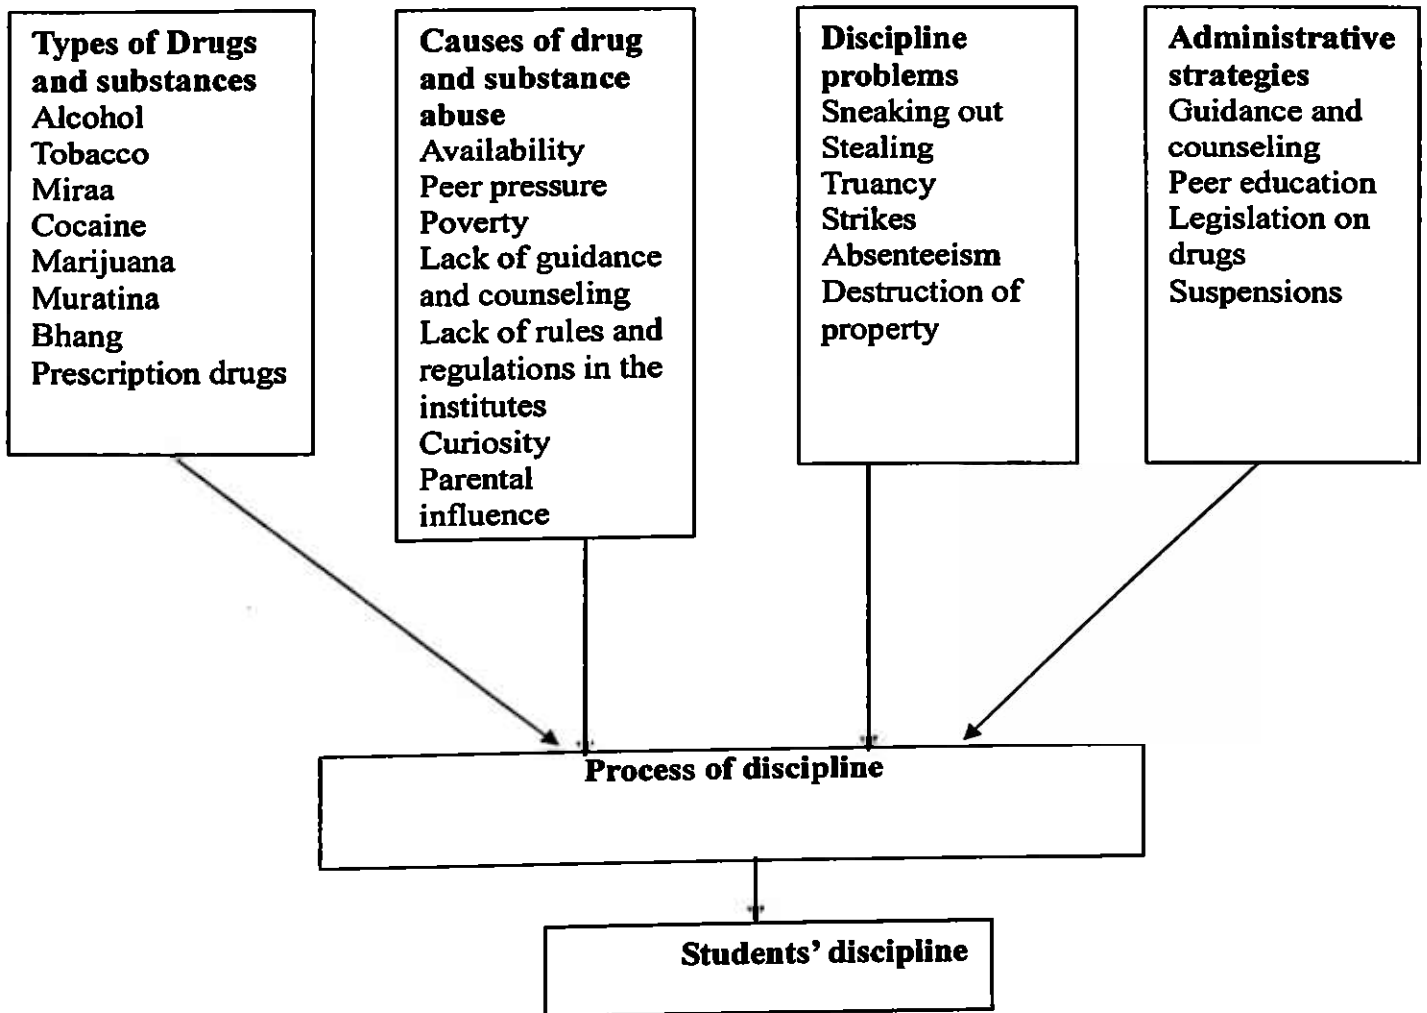 Types of Drugs
and substances
Alcohol
Tobacco
Miraa
Cocaine
Marijuana
Muratina
Bhang
Prescription drugs
Causes of drug
and substance
abuse
Availability
Peer pressure
Poverty
Lack of guidance
and counseling
Lack of rules and
regulations in the
institutes
Curiosity
Parental
influence
Discipline
problems
Sneaking out
Stealing
Truancy
Strikes
Absenteeism
Destruction of
property
Administrative
strategies
Guidance and
counseling
Peer education
Legislation on
drugs
Suspensions
Process of discipline
Students’ discipline